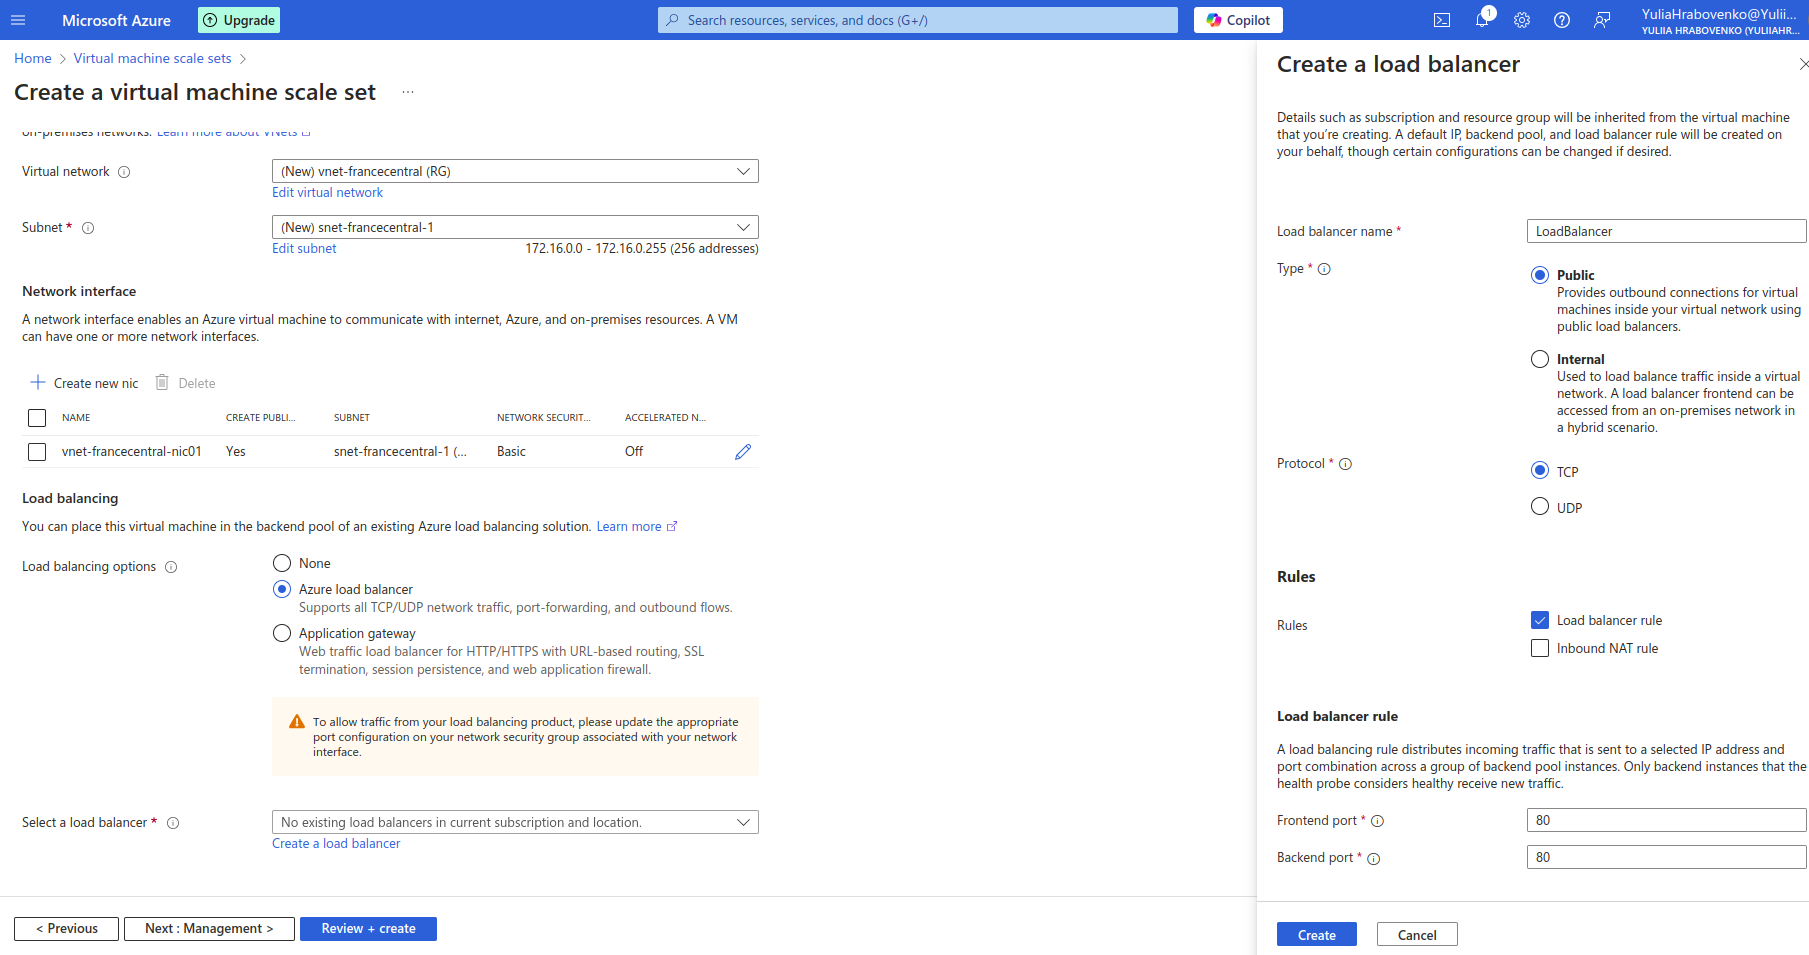 Microsoft Azure
Upgrade
Search resources, services, and docs (G+/)
Copilot
1
YuliaHrabovenko@Yulii...
YULIIA HRABOVENKO (YULIIAHR...
Home > Virtual machine scale sets >
Create a virtual machine scale set ...
on-premises networks. Learn more about VNets
Virtual network
(New) vnet-francecentral (RG)
Edit virtual network
Subnet *
(New) snet-francecentral-1
Edit subnet
172.16.0.0 - 172.16.0.255 (256 addresses)
Network interface
A network interface enables an Azure virtual machine to communicate with internet, Azure, and on-premises resources. A VM
can have one or more network interfaces.
Create new nic
Delete
NAME CREATE PUBLI... SUBNET NETWORK SECURIT... ACCELERATED N...
vnet-francecentral-nic01 Yes snet-francecentral-1 (... Basic Off
Load balancing
You can place this virtual machine in the backend pool of an existing Azure load balancing solution. Learn more
Load balancing options
None
Azure load balancer
Supports all TCP/UDP network traffic, port-forwarding, and outbound flows.
Application gateway
Web traffic load balancer for HTTP/HTTPS with URL-based routing, SSL
termination, session persistence, and web application firewall.
To allow traffic from your load balancing product, please update the appropriate
port configuration on your network security group associated with your network
interface.
Select a load balancer *
No existing load balancers in current subscription and location.
Create a load balancer
< Previous
Next : Management >
Review + create
Create a load balancer
Details such as subscription and resource group will be inherited from the virtual machine
that you're creating. A default IP, backend pool, and load balancer rule will be created on
your behalf, though certain configurations can be changed if desired.
Load balancer name *
LoadBalancer
Type *
Public
Provides outbound connections for virtual
machines inside your virtual network using
public load balancers.
Internal
Used to load balance traffic inside a virtual
network. A load balancer frontend can be
accessed from an on-premises network in
a hybrid scenario.
Protocol *
TCP
UDP
Rules
Rules
Load balancer rule
Inbound NAT rule
Load balancer rule
A load balancing rule distributes incoming traffic that is sent to a selected IP address and
port combination across a group of backend pool instances. Only backend instances that the
health probe considers healthy receive new traffic.
Frontend port *
80
Backend port *
80
Create
Cancel